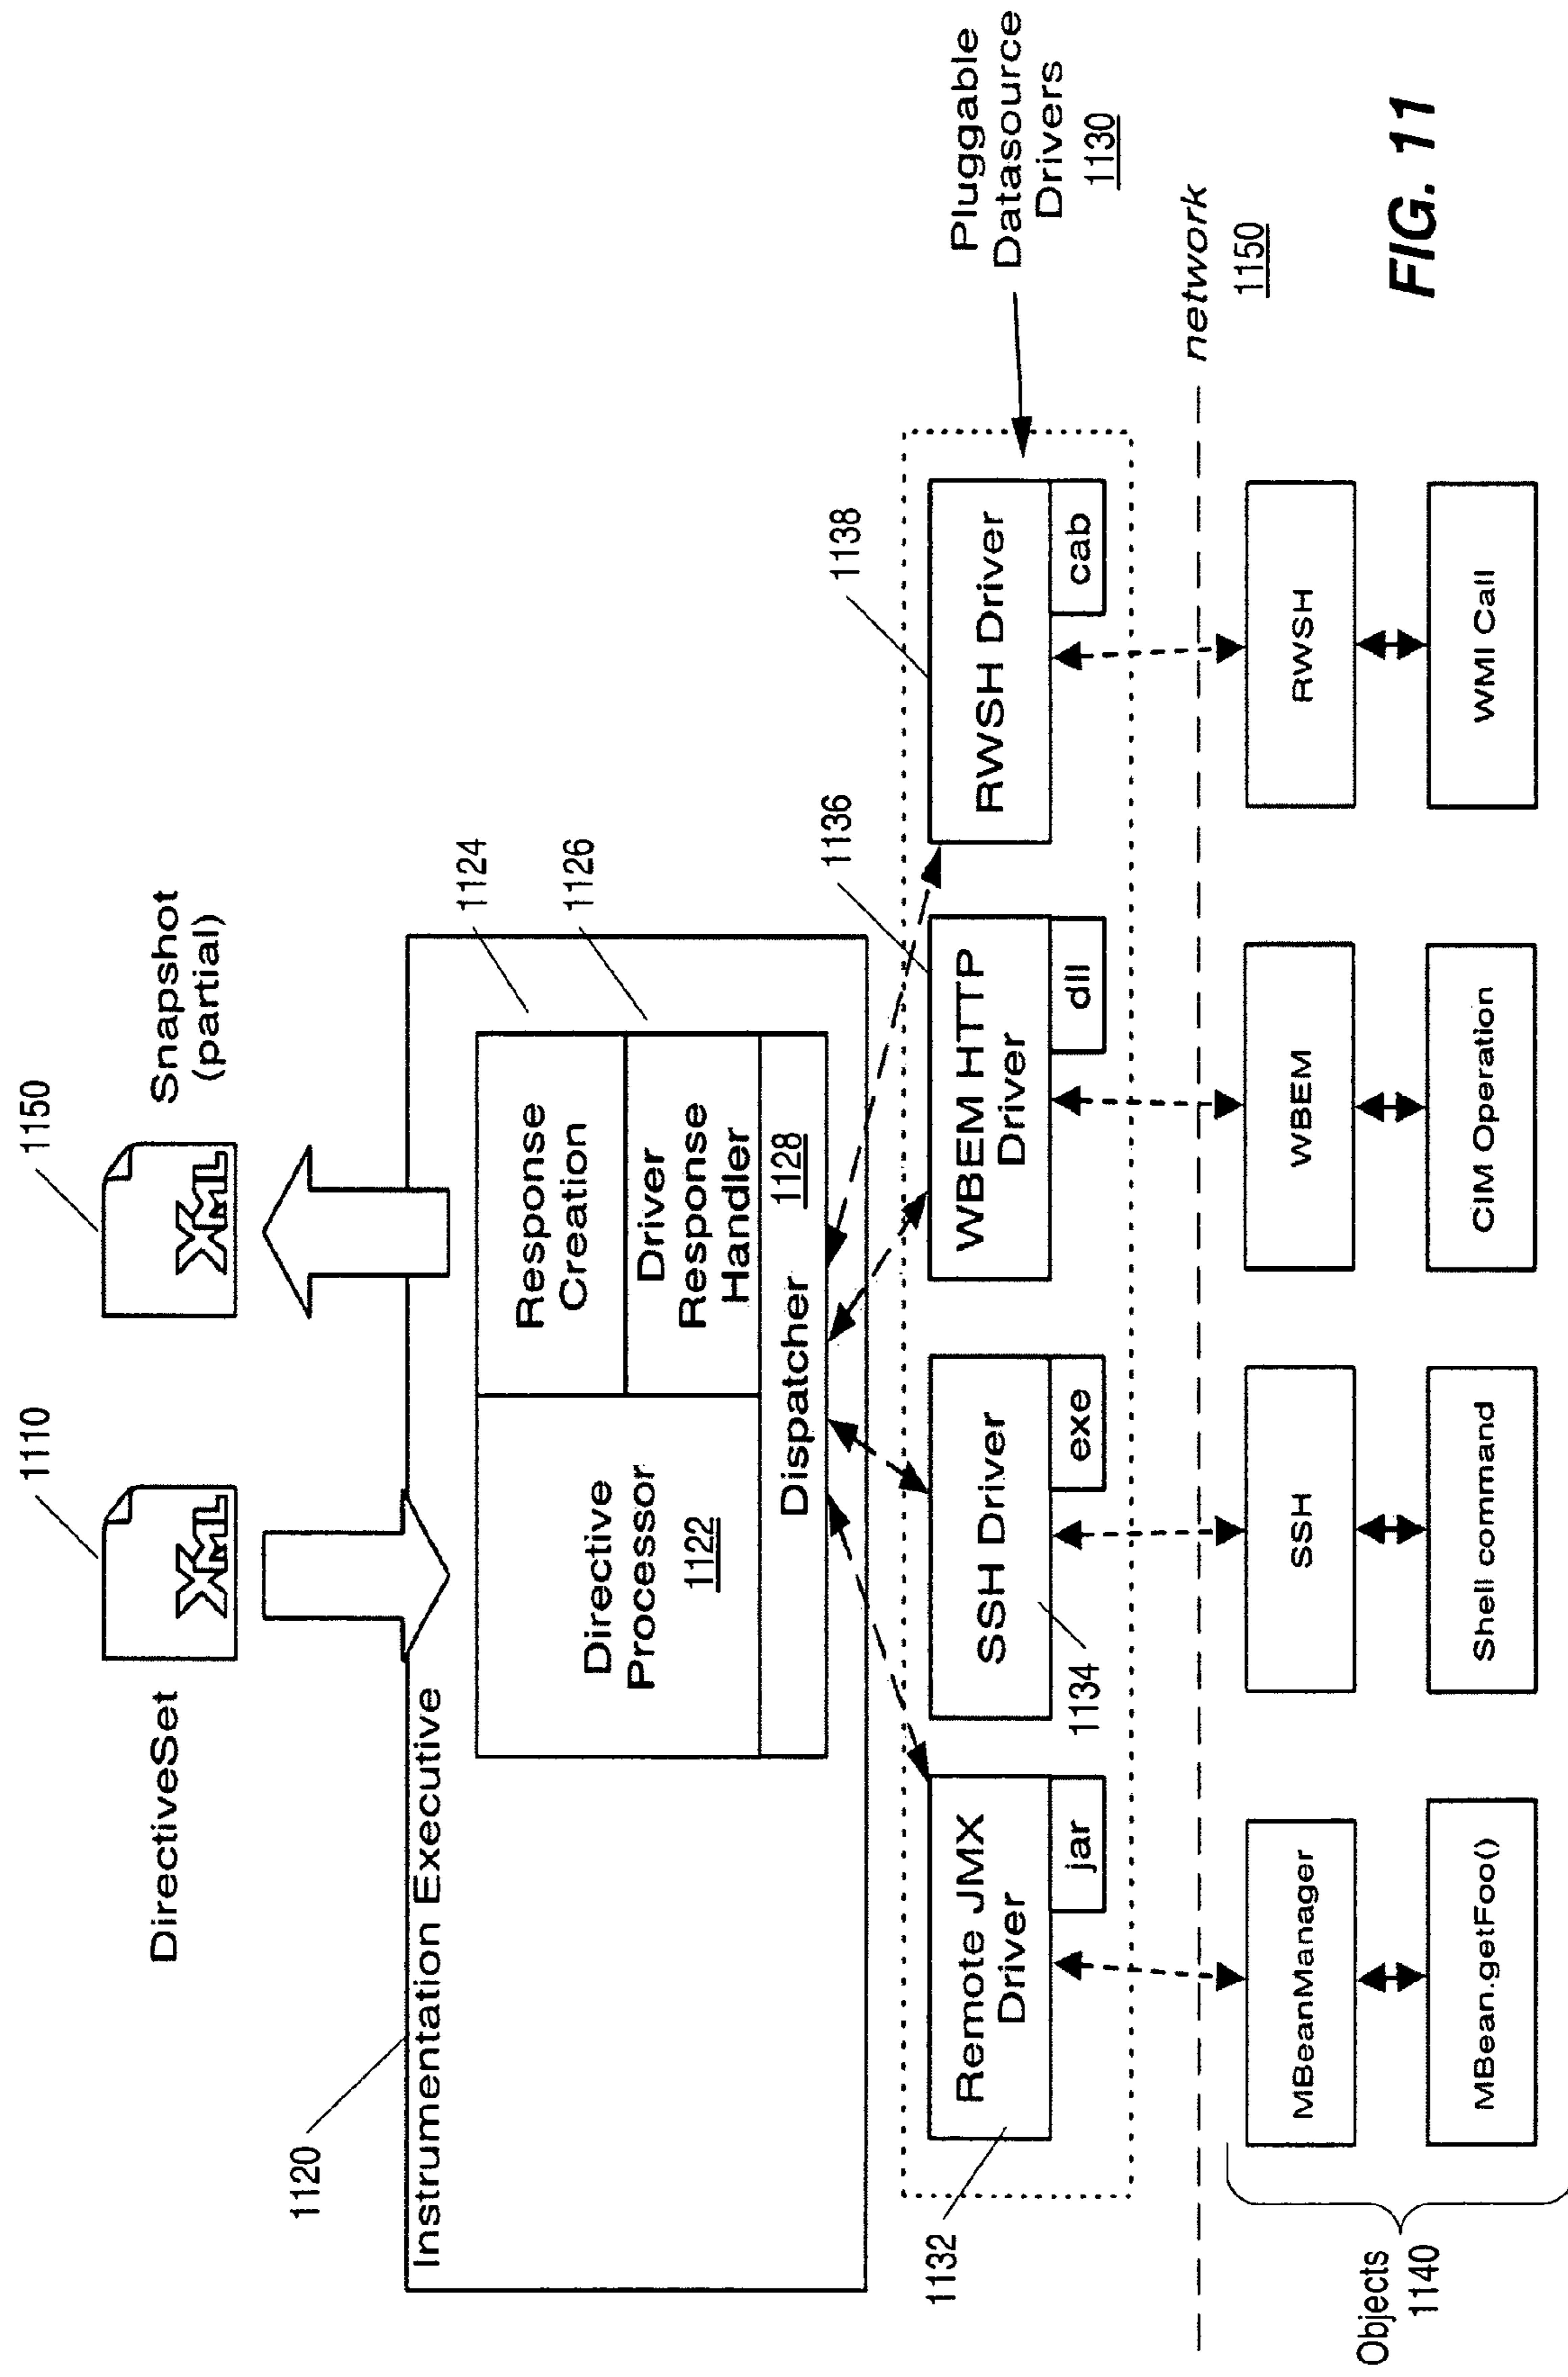 1110
1150
DirectiveSet
XML
XML
Snapshot
(partial)
1120
Instrumentation Executive
1124
1126
Directive
Processor
1122
Response
Creation
Driver
Response
Handler
Dispatcher
1128
1136
1138
Pluggable
Datasource
Drivers
1130
Remote JMX
Driver
jar
SSH Driver
exe
WBEM HTTP
Driver
dll
RWSH Driver
cab
1132
1134
network
1150
Objects
1140
MBeanManager
SSH
WBEM
RWSH
MBean.getFoo()
Shell command
CIM Operation
WMI Call
FIG. 11